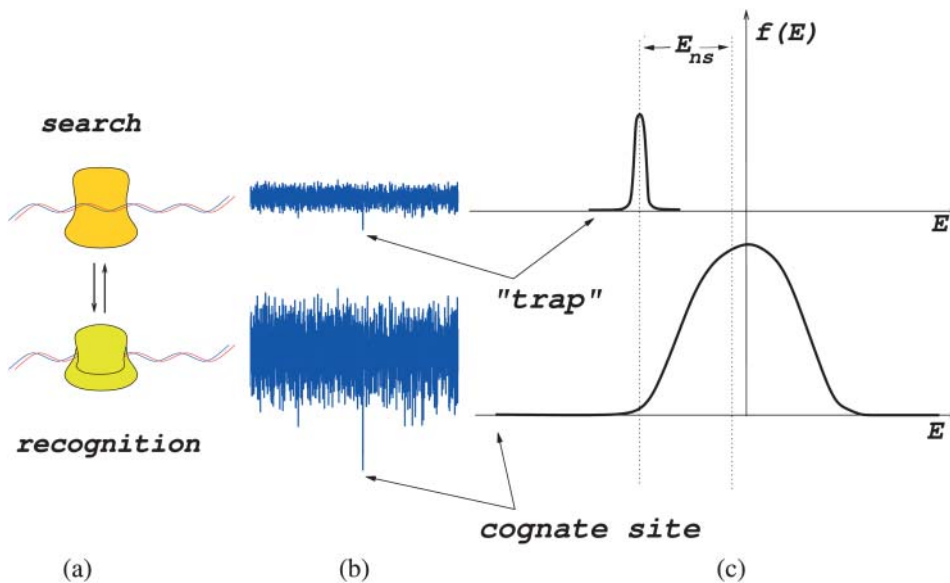 search
recognition
"trap"
cognate site
E_ns
f(E)
E
E
(a)
(b)
(c)